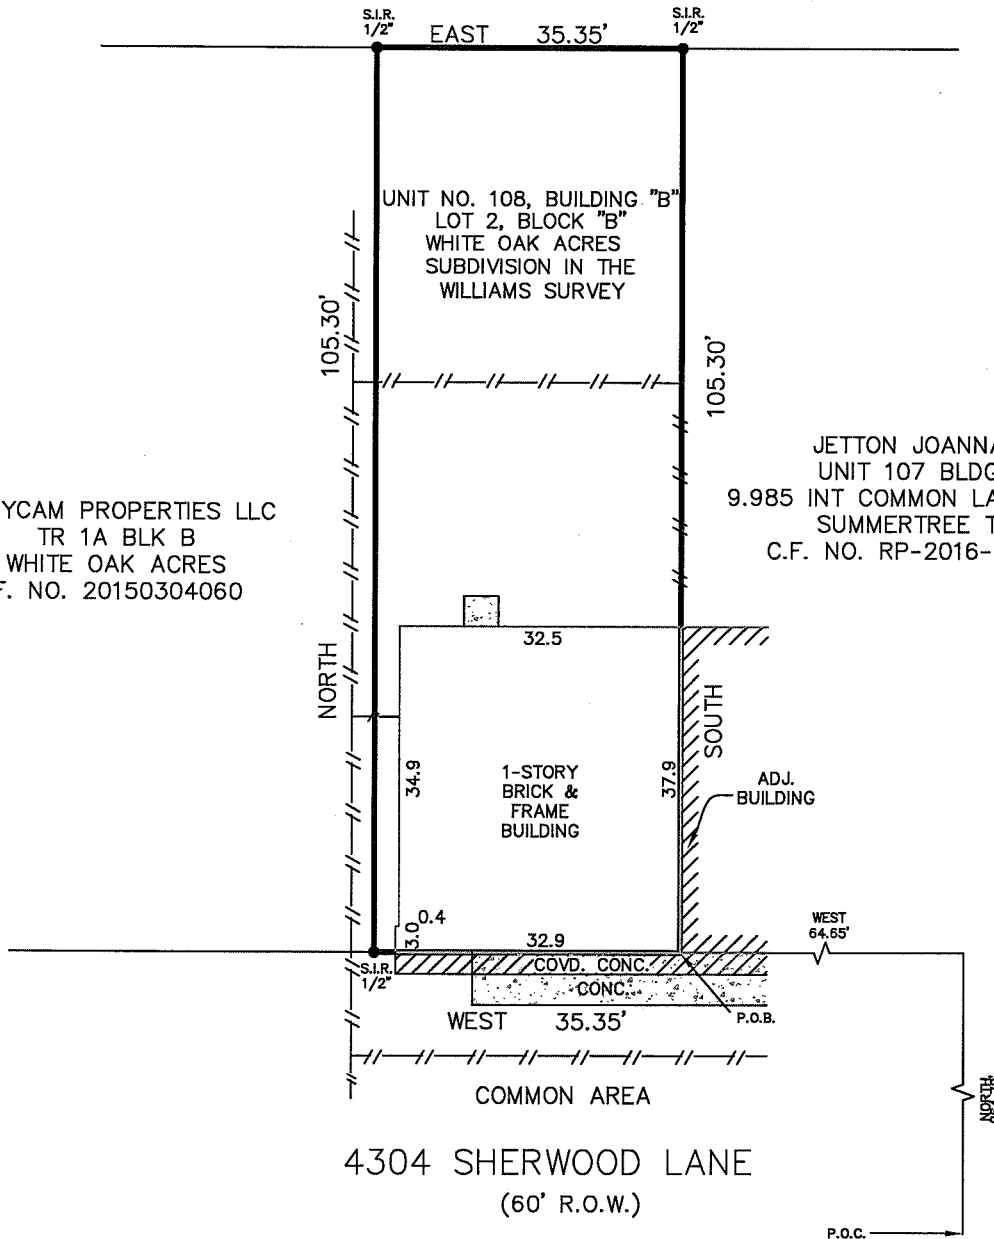 S.I.R.
1/2"
S.I.R.
1/2"
EAST 35.35'
UNIT NO. 108, BUILDING "B"
LOT 2, BLOCK "B"
WHITE OAK ACRES
SUBDIVISION IN THE
WILLIAMS SURVEY
105.30'
105.30'
JETTON JOANNA
UNIT 107 BLDG
9.985 INT COMMON LA
SUMMERTREE T
C.F. NO. RP-2016-
YCAM PROPERTIES LLC
TR 1A BLK B
WHITE OAK ACRES
F. NO. 20150304060
32.5
NORTH
SOUTH
34.9
1-STORY
BRICK &
FRAME
BUILDING
37.9
ADJ.
BUILDING
3.0
0.4
32.9
WEST
64.65'
S.I.R.
1/2"
COVD. CONC.
CONC.
WEST 35.35'
P.O.B.
COMMON AREA
NORTH
4304 SHERWOOD LANE
(60' R.O.W.)
P.O.C.